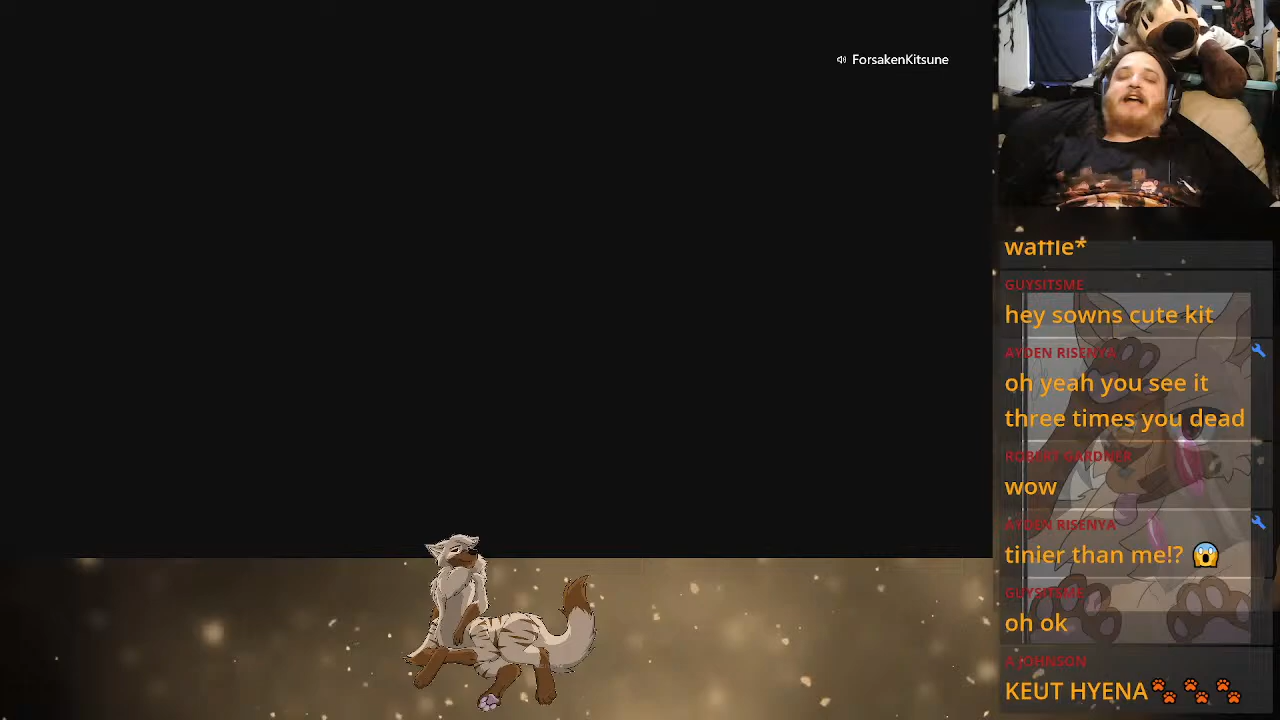 ForsakenKitsune
wattle*
GUYSITSME
hey sowns cute kit
AYDEN RISENYA
oh yeah you see it
three times you dead
ROBERT GARDNER
wow
AYDEN RISENYA
tinier than me!? 😱
GUYSITSME
oh ok
A JOHNSON
KEUT HYENA🐾 🐾 🐾